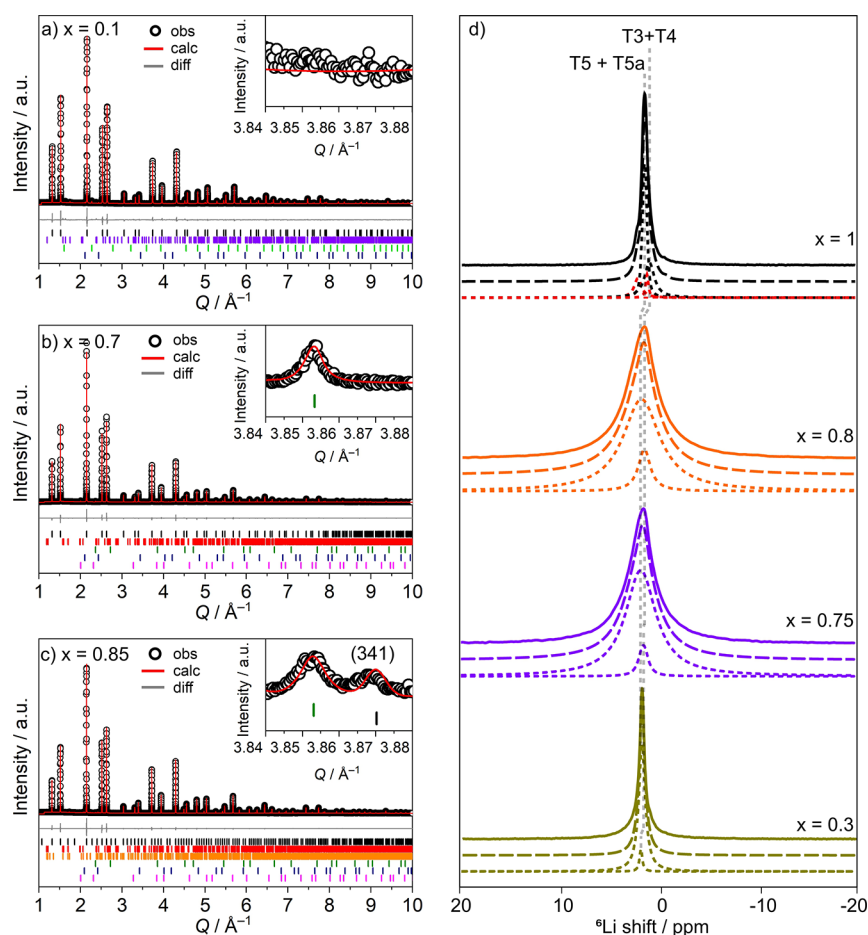 a) x = 0.1
obs
calc
diff
Intensity / a.u.
Intensity / a.u.
3.84 3.85 3.86 3.87 3.88
Q / Å⁻¹
1 2 3 4 5 6 7 8 9 10
Q / Å⁻¹
b) x = 0.7
obs
calc
diff
Intensity / a.u.
Intensity / a.u.
3.84 3.85 3.86 3.87 3.88
Q / Å⁻¹
1 2 3 4 5 6 7 8 9 10
Q / Å⁻¹
c) x = 0.85
obs
calc
diff
(341)
Intensity / a.u.
Intensity / a.u.
3.84 3.85 3.86 3.87 3.88
Q / Å⁻¹
1 2 3 4 5 6 7 8 9 10
Q / Å⁻¹
d)
T3+T4
T5 + T5a
x = 1
x = 0.8
x = 0.75
x = 0.3
20 10 0 -10 -20
⁶Li shift / ppm